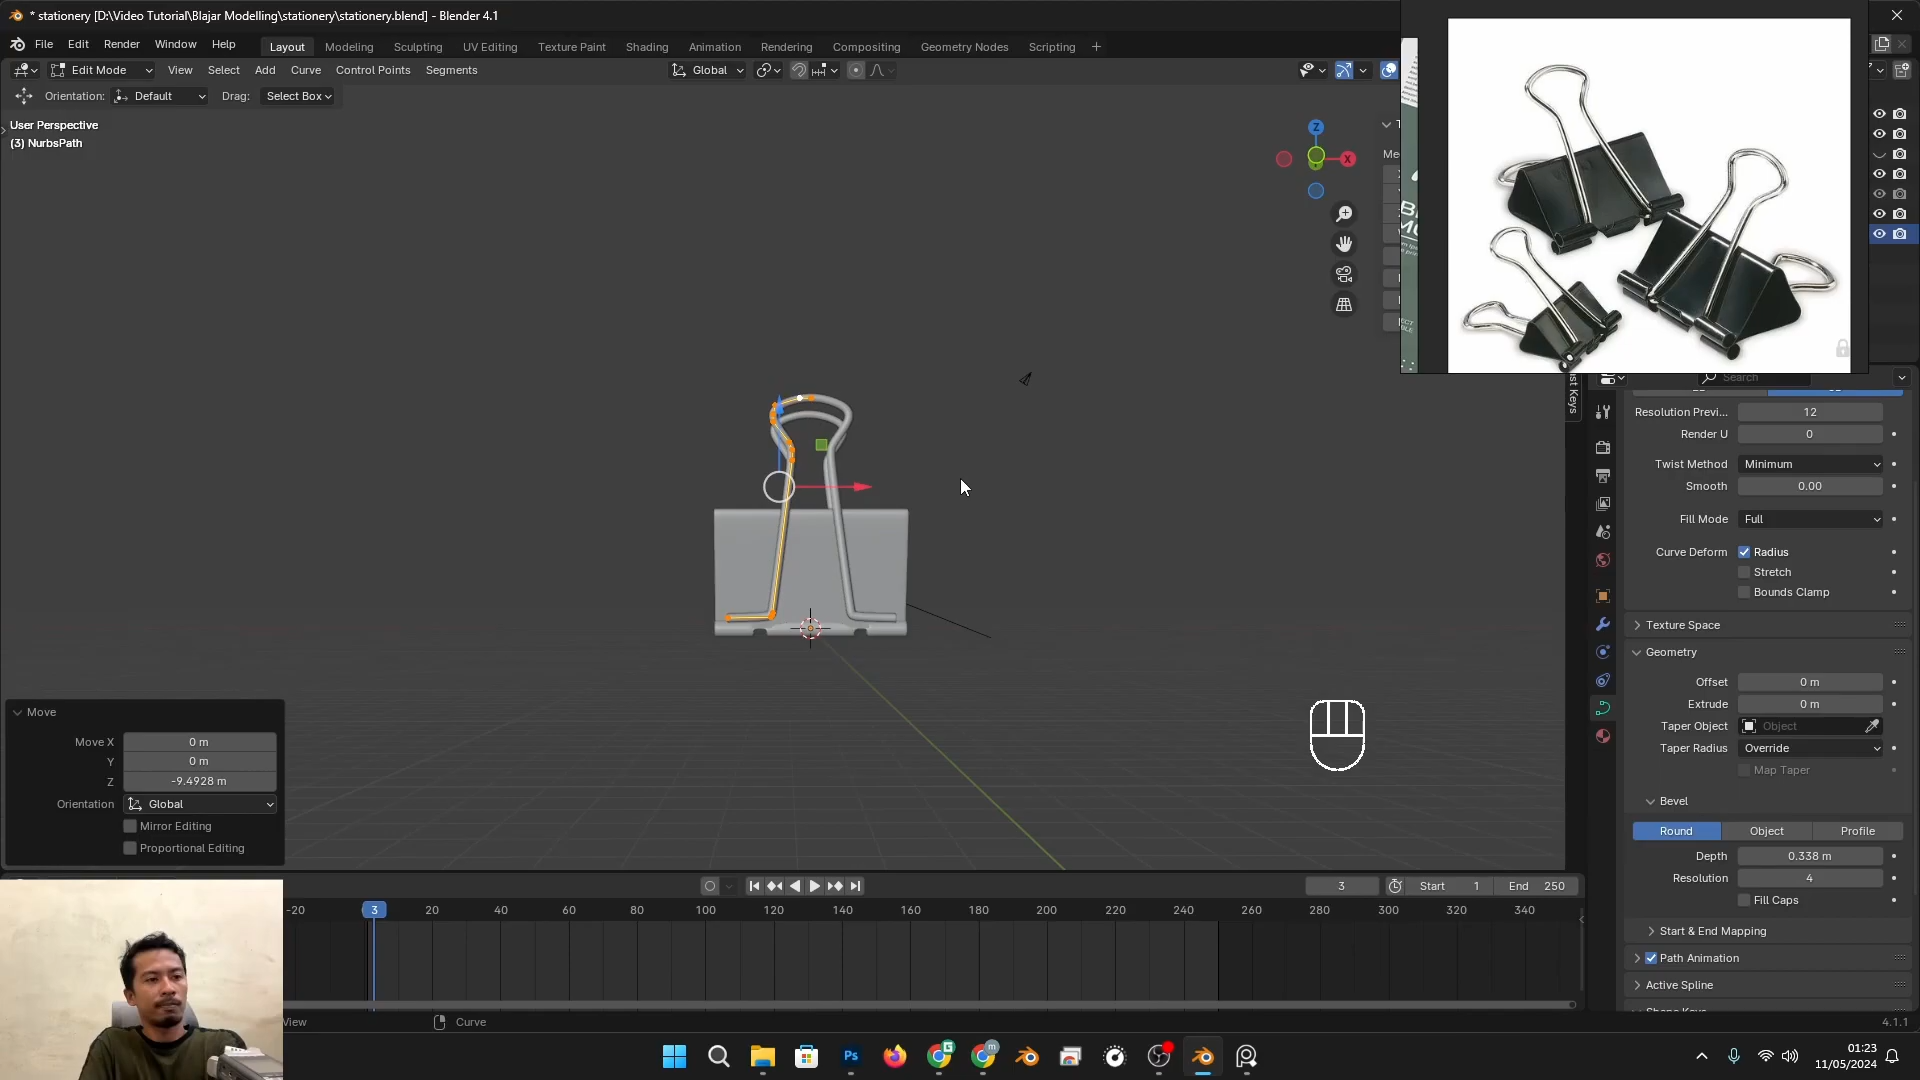 * stationery [D:\Video Tutorial\Blajar Modelling\stationery\stationery.blend] - Blender 4.1
File Edit Render Window Help
Layout Modeling Sculpting UV Editing Texture Paint Shading Animation Rendering Compositing Geometry Nodes Scripting +
Edit Mode View Select Add Curve Control Points Segments Global
Orientation: Default Drag: Select Box
User Perspective
(3) NurbsPath
Z
X
Me
Search
Resolution Previ... 12
Render U 0
Twist Method Minimum
Smooth 0.00
Fill Mode Full
Curve Deform Radius
Stretch
Bounds Clamp
Texture Space
Geometry
Offset 0 m
Extrude 0 m
Taper Object Object
Taper Radius Override
Map Taper
Bevel
Round Object Profile
Depth 0.338 m
Resolution 4
Fill Caps
Start & End Mapping
Path Animation
Active Spline
Move
Move X 0 m
Y 0 m
Z -9.4928 m
Orientation Global
Mirror Editing
Proportional Editing
3 Start 1 End 250
-20 3 20 40 60 80 100 120 140 160 180 200 220 240 260 280 300 320 340
View Curve
4.1.1
01:23
11/05/2024